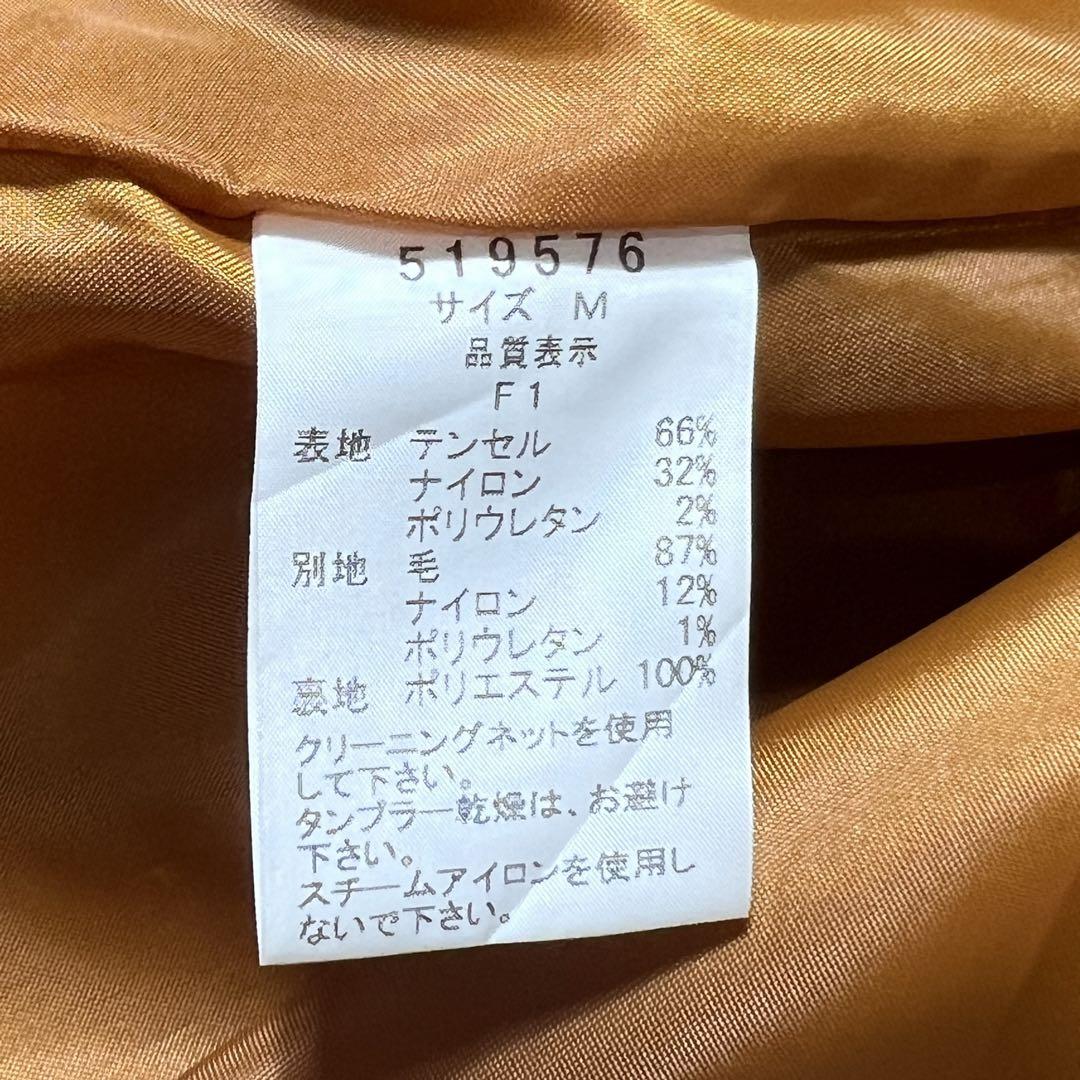 519576
サイズ M
品質表示
F1
表地 テンセル 66%
ナイロン 32%
ポリウレタン 2%
別地 毛 87%
ナイロン 12%
ポリウレタン 1%
裏地 ポリエステル 100%
クリーニングネットを使用
して下さい。
タンブラー乾燥は、お避け
下さい。
スチームアイロンを使用し
ないで下さい。